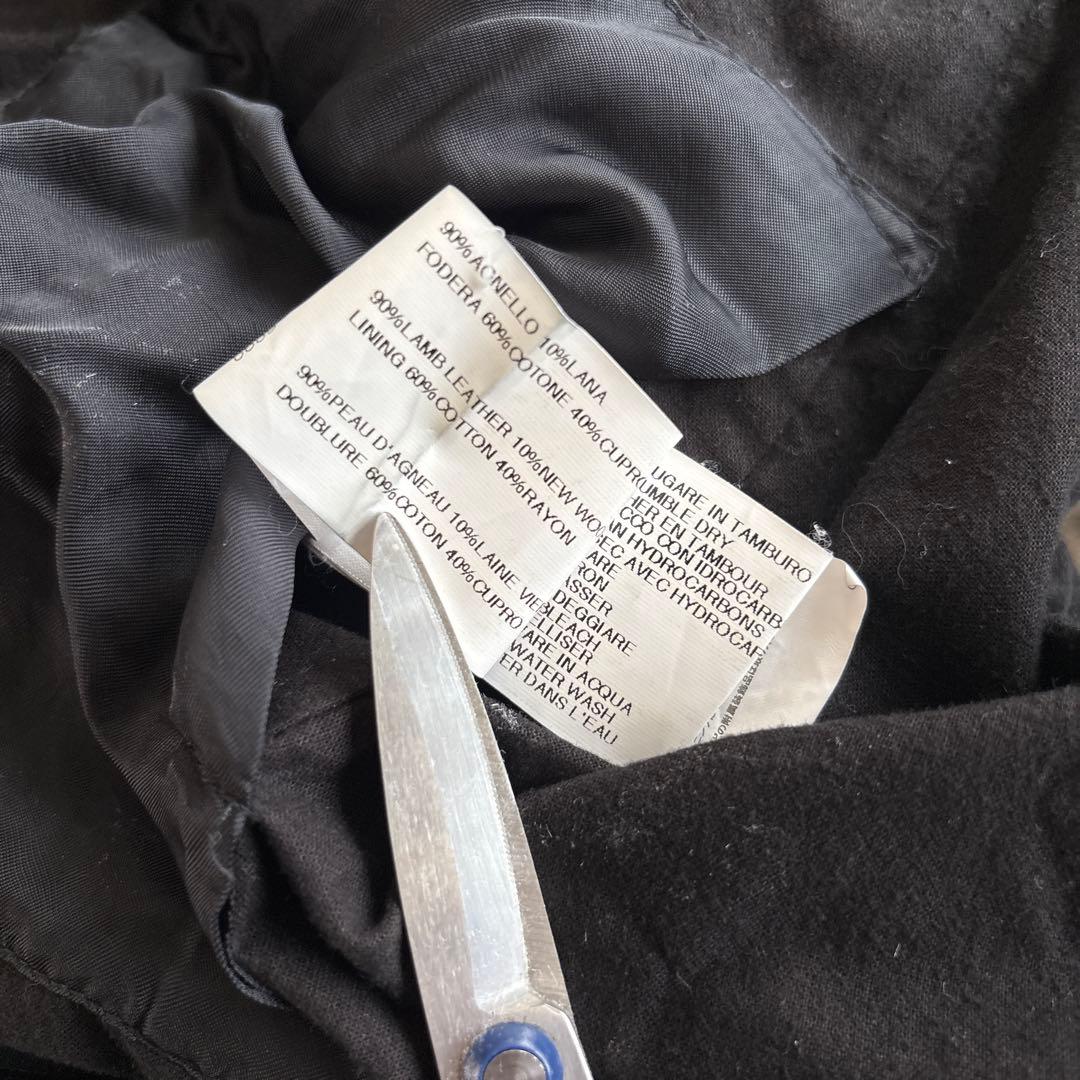 90%AGNELLO 10%LANA
FODERA 60%COTONE 40%CUPRO
90%LAMB LEATHER 10%NEW WOO
LINING 60%COTTON 40%RAYON
90%PEAU D'AGNEAU 10%LAINE VIE
DOUBLURE 60%COTON 40%CUPRO
UGARE IN TAMBURO
UMBLE DRY
HER EN TAMBOUR
CCO CON IDROCARB
AN HYDROCARBONS
SEC AVEC HYDROCAR
ARE
RON
ASSER
DEGGIARE
BLEACH
ELLISER
ARE IN ACQUA
WATER WASH
ER DANS L'EAU